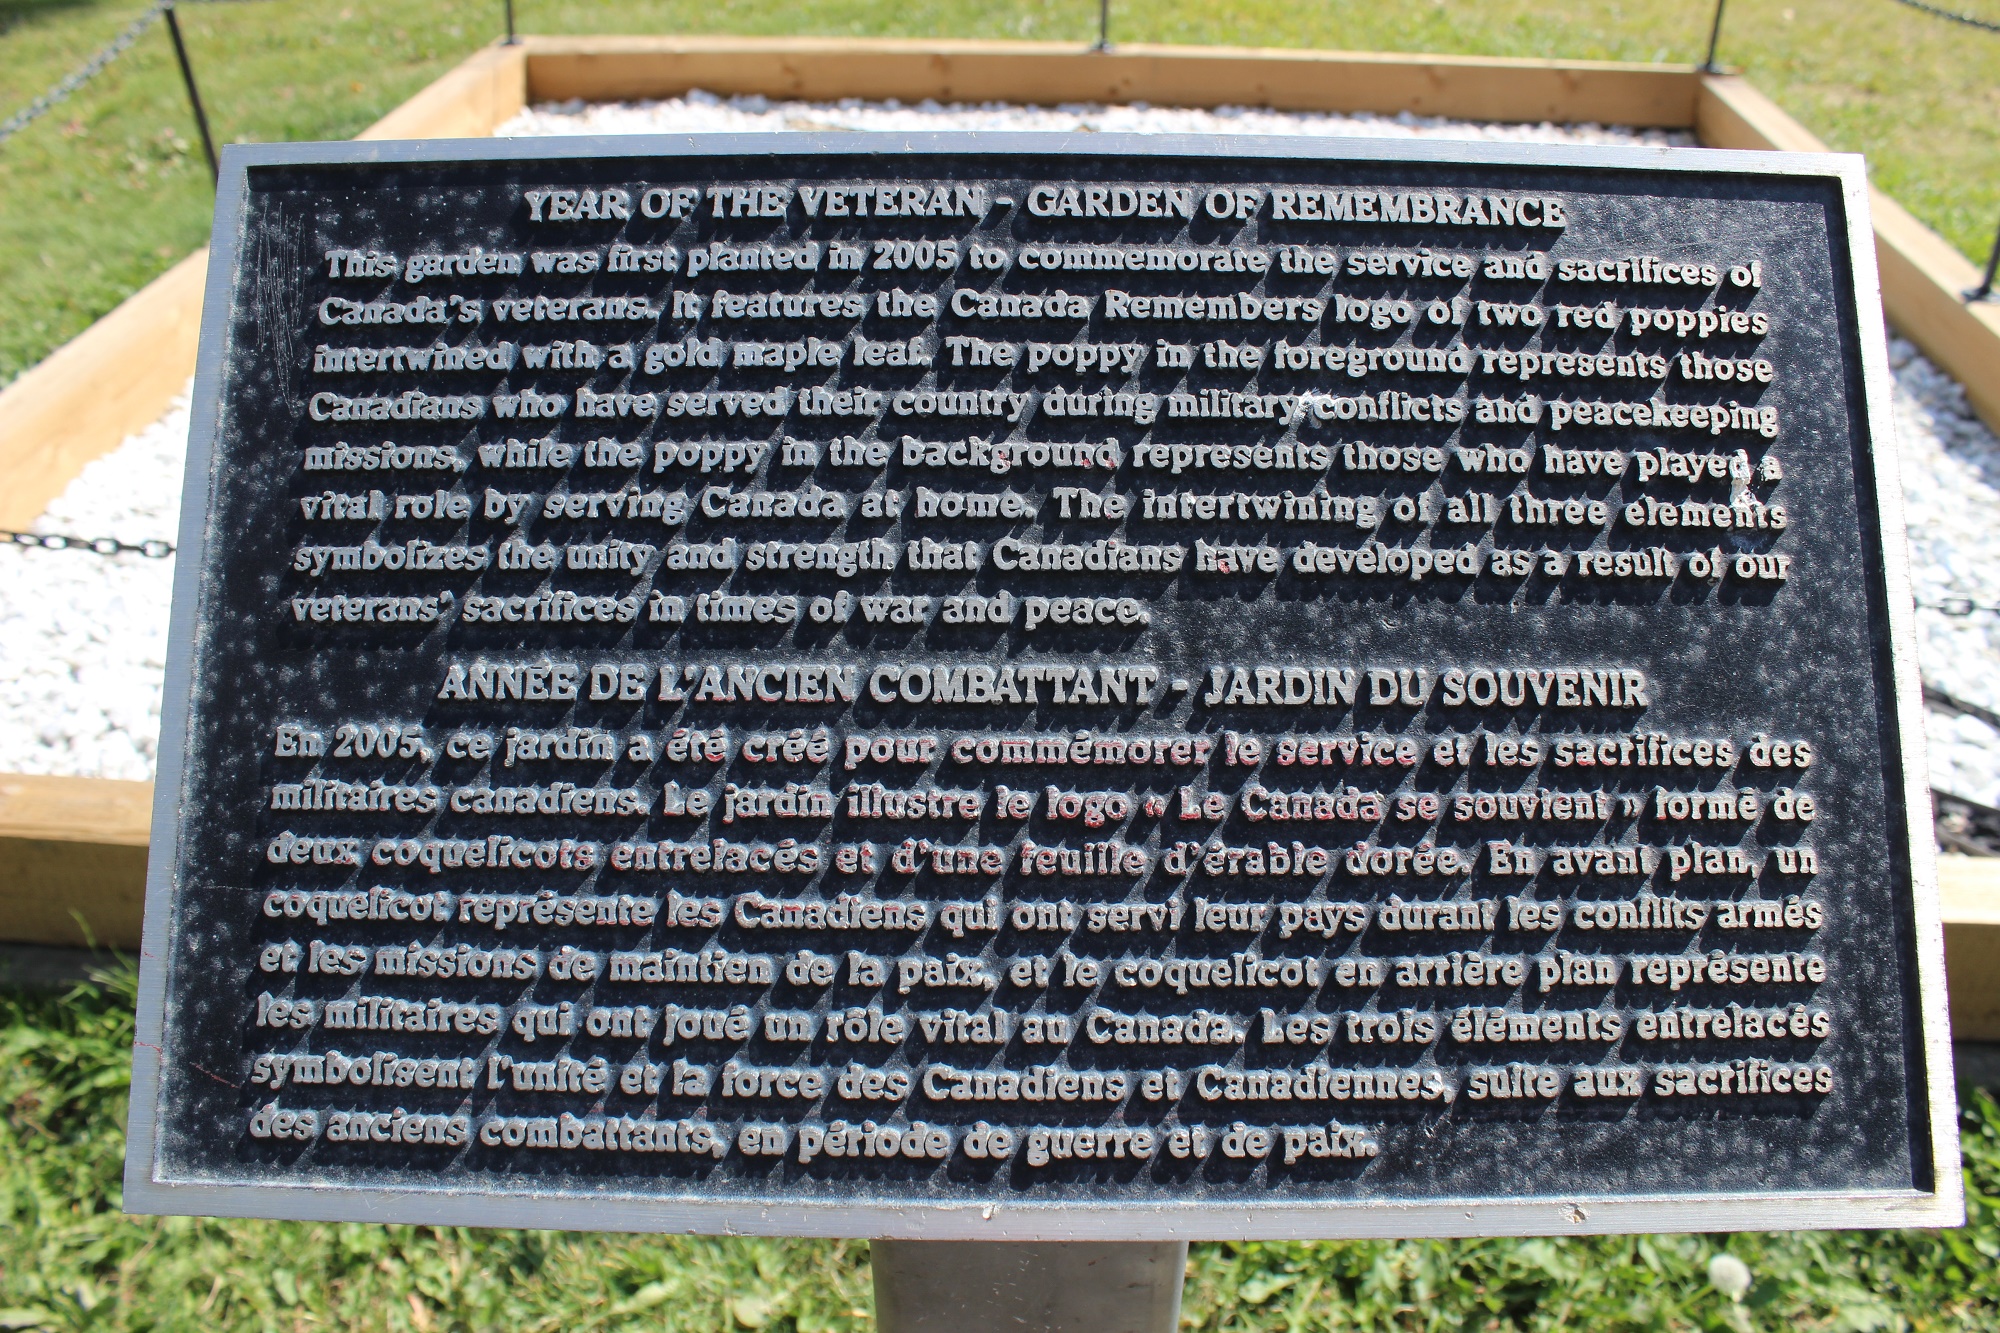 YEAR OF THE VETERAN - GARDEN OF REMEMBRANCE
This garden was first planted in 2005 to commemorate the service and sacrifices of
Canada's veterans. It features the Canada Remembers logo of two red poppies
intertwined with a gold maple leaf. The poppy in the foreground represents those
Canadians who have served their country during military conflicts and peacekeeping
missions, while the poppy in the background represents those who have played a
vital role by serving Canada at home. The intertwining of all three elements
symbolizes the unity and strength that Canadians have developed as a result of our
veterans' sacrifices in times of war and peace.
ANNÉE DE L'ANCIEN COMBATTANT - JARDIN DU SOUVENIR
En 2005, ce jardin a été créé pour commémorer le service et les sacrifices des
militaires canadiens. Le jardin illustre le logo « Le Canada se souvient » formé de
deux coquelicots entrelacés et d'une feuille d'érable dorée. En avant plan, un
coquelicot représente les Canadiens qui ont servi leur pays durant les conflits armés
et les missions de maintien de la paix, et le coquelicot en arrière plan représente
les militaires qui ont joué un rôle vital au Canada. Les trois éléments entrelacés
symbolisent l'unité et la force des Canadiens et Canadiennes, suite aux sacrifices
des anciens combattants, en période de guerre et de paix.